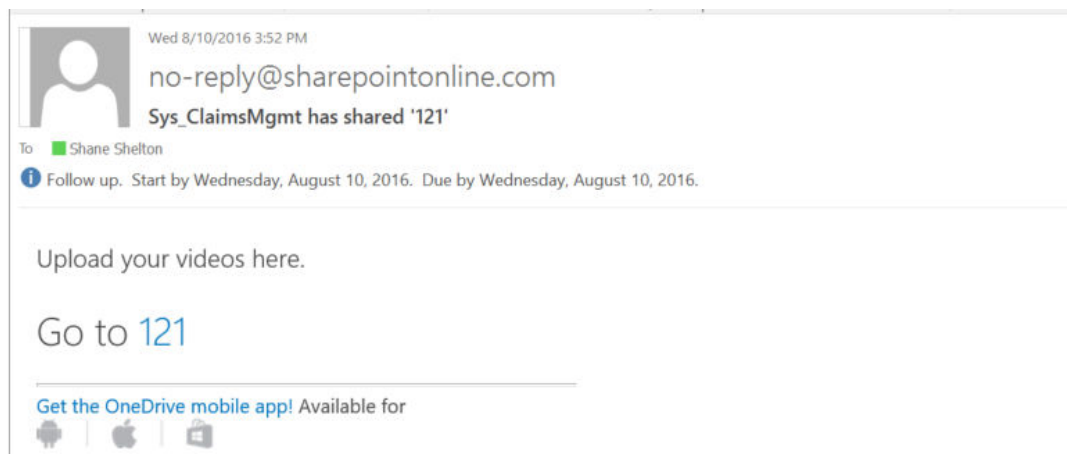 Wed 8/10/2016 3:52 PM
no-reply@sharepointonline.com
Sys_ClaimsMgmt has shared '121'
To Shane Shelton
Follow up. Start by Wednesday, August 10, 2016. Due by Wednesday, August 10, 2016.
Upload your videos here.
Go to 121
Get the OneDrive mobile app! Available for